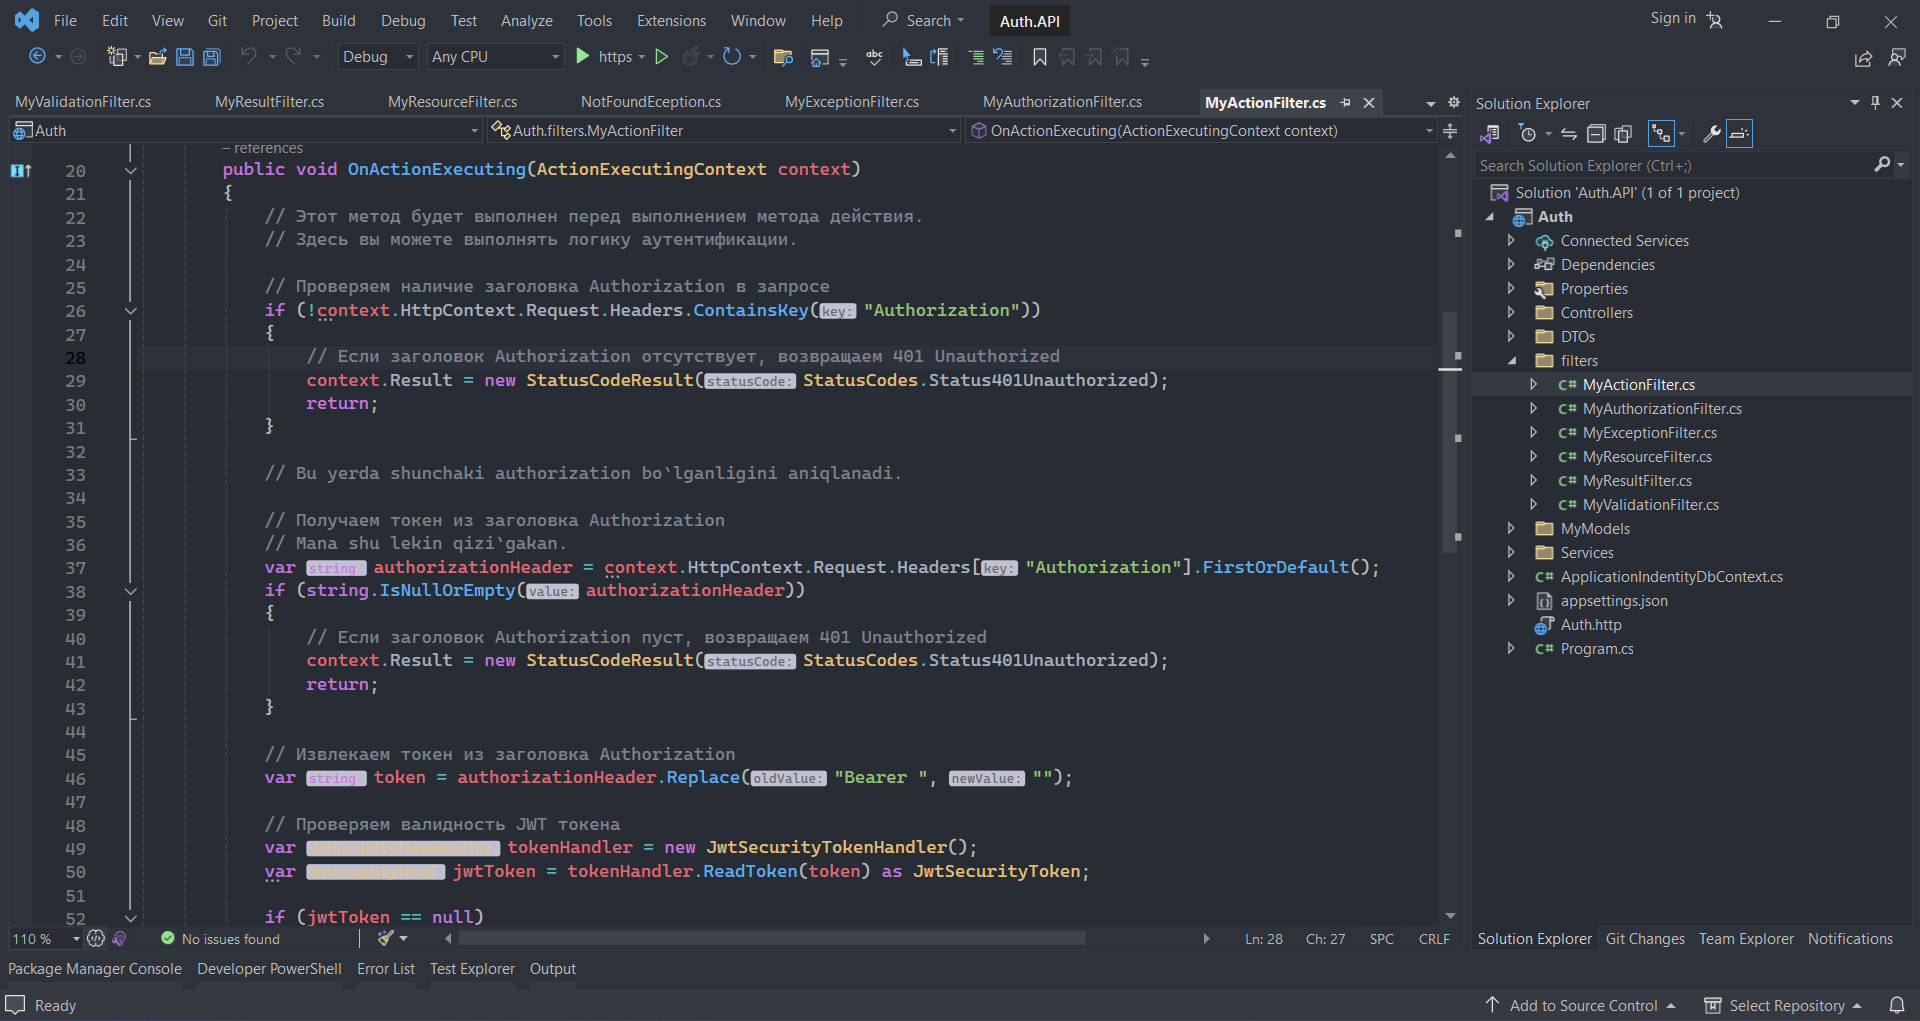 File Edit View Git Project Build Debug Test Analyze Tools Extensions Window Help Search Auth.API Sign in
Debug Any CPU https
MyValidationFilter.cs MyResultFilter.cs MyResourceFilter.cs NotFoundEception.cs MyExceptionFilter.cs MyAuthorizationFilter.cs MyActionFilter.cs
Auth Auth.filters.MyActionFilter OnActionExecuting(ActionExecutingContext context)
– references
20 public void OnActionExecuting(ActionExecutingContext context)
21 {
22 // Этот метод будет выполнен перед выполнением метода действия.
23 // Здесь вы можете выполнять логику аутентификации.
24
25 // Проверяем наличие заголовка Authorization в запросе
26 if (!context.HttpContext.Request.Headers.ContainsKey(key: "Authorization"))
27 {
28 // Если заголовок Authorization отсутствует, возвращаем 401 Unauthorized
29 context.Result = new StatusCodeResult(statusCode: StatusCodes.Status401Unauthorized);
30 return;
31 }
32
33 // Bu yerda shunchaki authorization bo`lganligini aniqlanadi.
34
35 // Получаем токен из заголовка Authorization
36 // Mana shu lekin qizi`gakan.
37 var string? authorizationHeader = context.HttpContext.Request.Headers[key: "Authorization"].FirstOrDefault();
38 if (string.IsNullOrEmpty(value: authorizationHeader))
39 {
40 // Если заголовок Authorization пуст, возвращаем 401 Unauthorized
41 context.Result = new StatusCodeResult(statusCode: StatusCodes.Status401Unauthorized);
42 return;
43 }
44
45 // Извлекаем токен из заголовка Authorization
46 var string? token = authorizationHeader.Replace(oldValue: "Bearer ", newValue: "");
47
48 // Проверяем валидность JWT токена
49 var JwtSecurityTokenHandler? tokenHandler = new JwtSecurityTokenHandler();
50 var JwtSecurityToken? jwtToken = tokenHandler.ReadToken(token) as JwtSecurityToken;
51
52 if (jwtToken == null)
110 % No issues found Ln: 28 Ch: 27 SPC CRLF
Package Manager Console Developer PowerShell Error List Test Explorer Output
Ready
Solution Explorer
Search Solution Explorer (Ctrl+;)
Solution 'Auth.API' (1 of 1 project)
Auth
Connected Services
Dependencies
Properties
Controllers
DTOs
filters
C# MyActionFilter.cs
C# MyAuthorizationFilter.cs
C# MyExceptionFilter.cs
C# MyResourceFilter.cs
C# MyResultFilter.cs
C# MyValidationFilter.cs
MyModels
Services
C# ApplicationIndentityDbContext.cs
appsettings.json
Auth.http
C# Program.cs
Solution Explorer Git Changes Team Explorer Notifications
Add to Source Control Select Repository